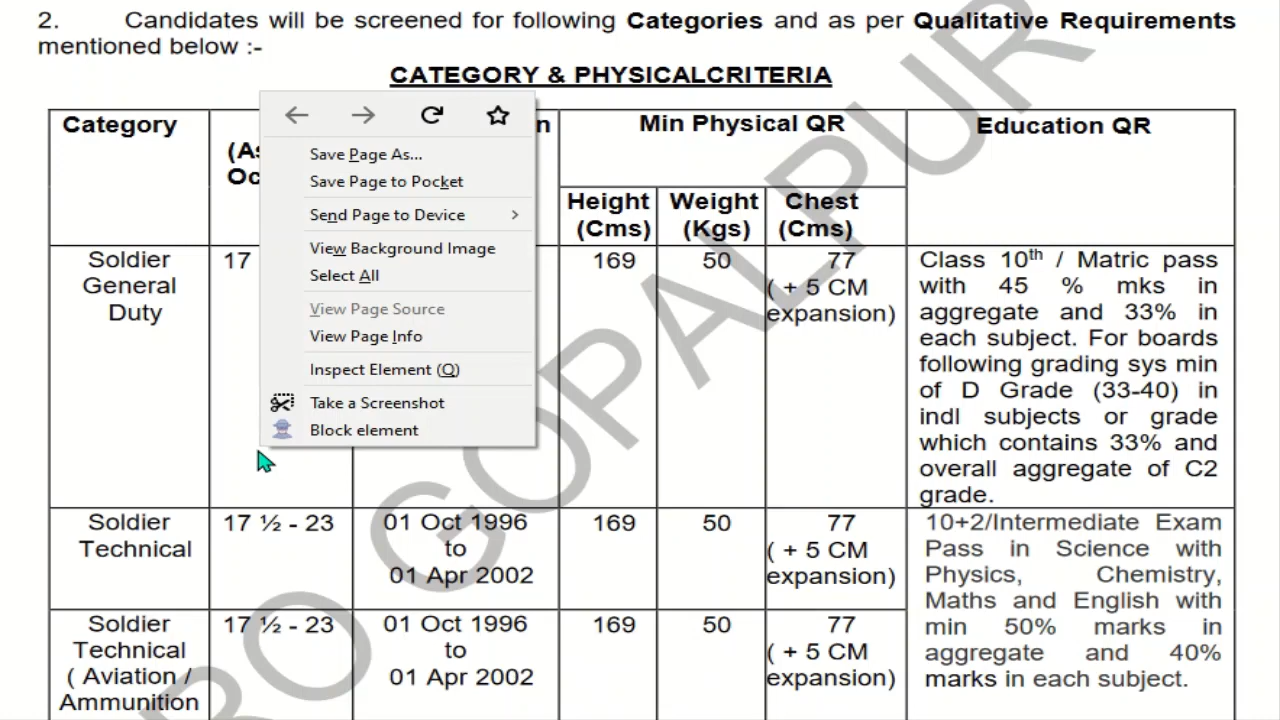 2. Candidates will be screened for following Categories and as per Qualitative Requirements
mentioned below :-
CATEGORY & PHYSICALCRITERIA
Category
(As
Oc
n
Min Physical QR
Education QR
Height
(Cms)
Weight
(Kgs)
Chest
(Cms)
Save Page As...
Save Page to Pocket
Send Page to Device
View Background Image
Select All
View Page Source
View Page Info
Inspect Element (Q)
Take a Screenshot
Block element
Soldier
General
Duty
17
169
50
77
( + 5 CM
expansion)
Class 10th / Matric pass
with 45 % mks in
aggregate and 33% in
each subject. For boards
following grading sys min
of D Grade (33-40) in
indl subjects or grade
which contains 33% and
overall aggregate of C2
grade.
Soldier
Technical
17 ½ - 23
01 Oct 1996
to
01 Apr 2002
169
50
77
( + 5 CM
expansion)
10+2/Intermediate Exam
Pass in Science with
Physics, Chemistry,
Maths and English with
min 50% marks in
aggregate and 40%
marks in each subject.
Soldier
Technical
( Aviation /
Ammunition
17 ½ - 23
01 Oct 1996
to
01 Apr 2002
169
50
77
( + 5 CM
expansion)
RO GOPALPUR